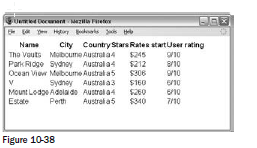 Untitled Document - Mozilla Firefox
File Edit View History Bookmarks Tools Help
Name City Country Stars Rates start User rating
The Vaults Melbourne Australia 4 $245 9/10
Park Ridge Sydney Australia 4 $212 8/10
Ocean View Melbourne Australia 5 $306 9/10
V Sydney Australia 3 $160 6/10
Mount Lodge Adelaide Australia 4 $260 6/10
Estate Perth Australia 5 $340 7/10
Figure 10-38